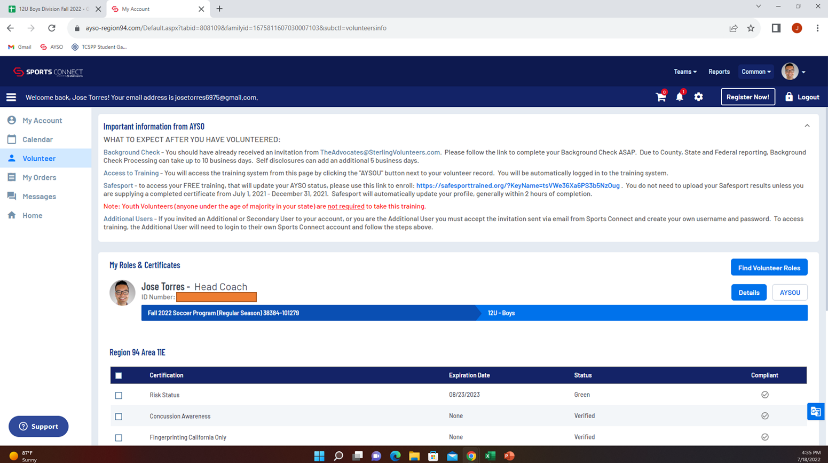 12U Boys Division Fall 2022 - C
My Account
ayso-region94.com/Default.aspx?tabid=808109&familyid=1675811607030007103&subctl=volunteersinfo
Gmail
AYSO
TCSPP Student Ga...
SPORTS CONNECT
Teams
Reports
Common
Welcome back, Jose Torres! Your email address is josetorres6975@gmail.com.
Register Now!
Logout
My Account
Calendar
Volunteer
My Orders
Messages
Home
Important information from AYSO
WHAT TO EXPECT AFTER YOU HAVE VOLUNTEERED:
Background Check - You should have already received an invitation from TheAdvocates@SterlingVolunteers.com. Please follow the link to complete your Background Check ASAP. Due to County, State and Federal reporting, Background
Check Processing can take up to 10 business days. Self disclosures can add an additional 5 business days.
Access to Training - You will access the training system from this page by clicking the "AYSOU" button next to your volunteer record. You will be automatically logged in to the training system.
Safesport - to access your FREE training, that will update your AYSO status, please use this link to enroll: https://safesporttrained.org/?KeyName=tsVWe36Xa6PS3b5NzOug . You do not need to upload your Safesport results unless you
are supplying a completed certificate from July 1, 2021 - December 31, 2021. Safesport will automatically update your profile, generally within 2 hours of completion.
Note: Youth Volunteers (anyone under the age of majority in your state) are not required to take this training.
Additional Users - If you invited an Additional or Secondary User to your account, or you are the Additional User you must accept the invitation sent via email from Sports Connect and create your own username and password. To access
training, the Additional User will need to login to their own Sports Connect account and follow the steps above.
My Roles & Certificates
Find Volunteer Roles
Jose Torres - Head Coach
ID Number:
Details
AYSOU
Fall 2022 Soccer Program (Regular Season) 36384-101279
12U - Boys
Region 94 Area 11E
Certification Expiration Date Status Compliant
Risk Status 08/23/2023 Green
Concussion Awareness None Verified
Fingerprinting California Only None Verified
Support
87°F
Sunny
4:35 PM
7/18/2022